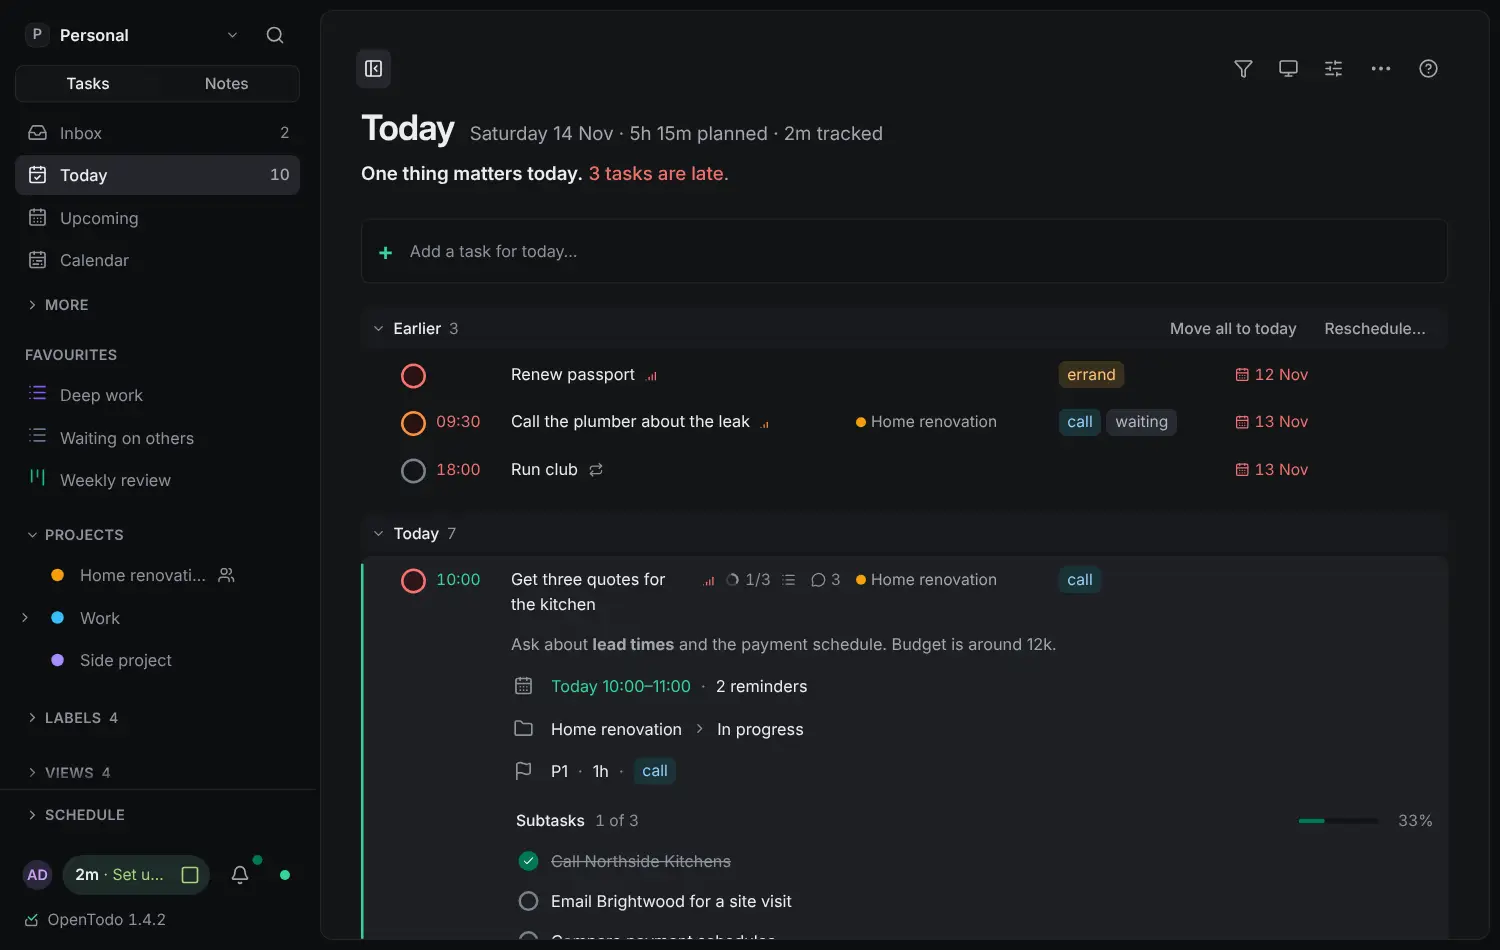 P Personal
Tasks Notes
Inbox 2
Today 10
Upcoming
Calendar
MORE
FAVOURITES
Deep work
Waiting on others
Weekly review
PROJECTS
Home renovati...
Work
Side project
LABELS 4
VIEWS 4
SCHEDULE
AD 2m · Set u...
OpenTodo 1.4.2
Today Saturday 14 Nov · 5h 15m planned · 2m tracked
One thing matters today. 3 tasks are late.
+ Add a task for today...
Earlier 3 Move all to today Reschedule...
Renew passport errand 12 Nov
09:30 Call the plumber about the leak Home renovation call waiting 13 Nov
18:00 Run club 13 Nov
Today 7
10:00 Get three quotes for 1/3 3 Home renovation call
the kitchen
Ask about lead times and the payment schedule. Budget is around 12k.
Today 10:00–11:00 · 2 reminders
Home renovation > In progress
P1 · 1h · call
Subtasks 1 of 3 33%
Call Northside Kitchens
Email Brightwood for a site visit
Compare payment schedules